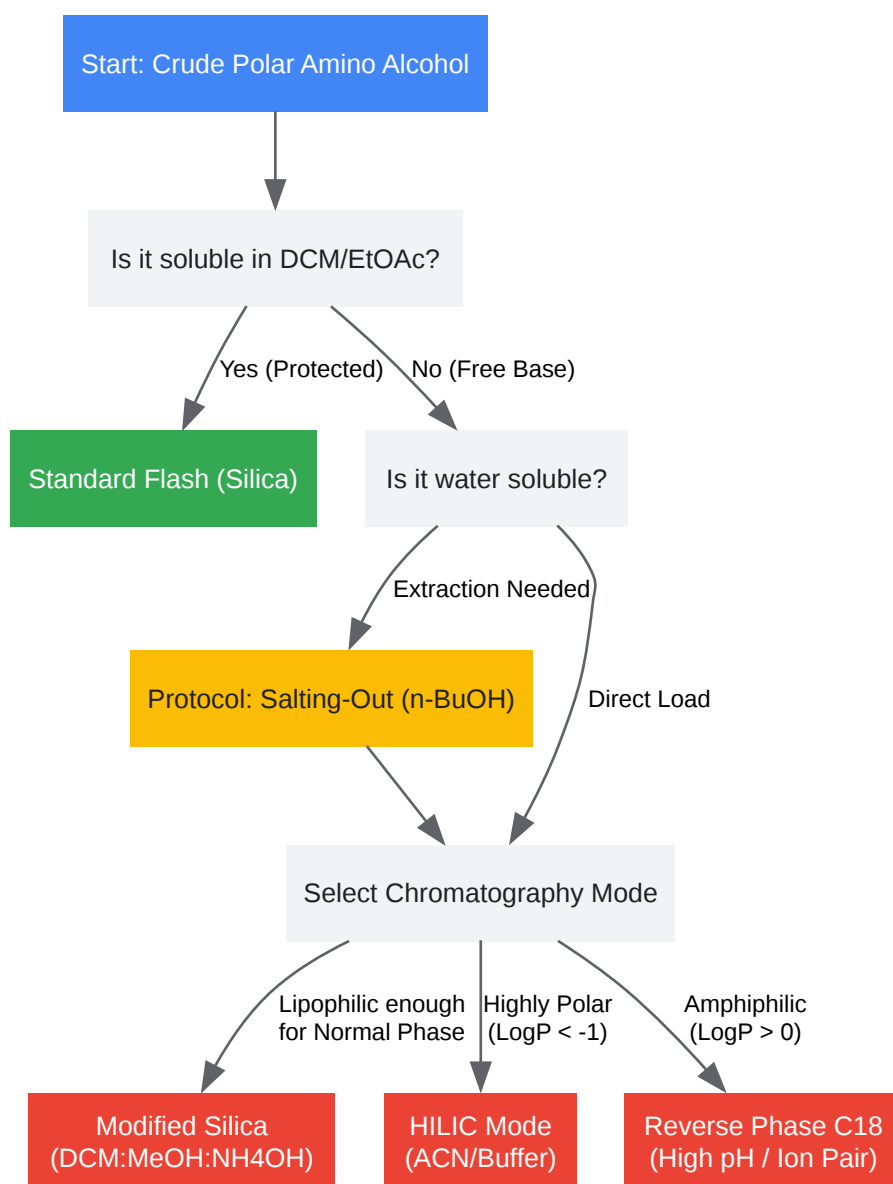 Start: Crude Polar Amino Alcohol
Is it soluble in DCM/EtOAc?
Yes (Protected)
No (Free Base)
Standard Flash (Silica)
Is it water soluble?
Extraction Needed
Protocol: Salting-Out (n-BuOH)
Direct Load
Select Chromatography Mode
Lipophilic enough
for Normal Phase
Highly Polar
(LogP < -1)
Amphiphilic
(LogP > 0)
Modified Silica
(DCM:MeOH:NH4OH)
HILIC Mode
(ACN/Buffer)
Reverse Phase C18
(High pH / Ion Pair)